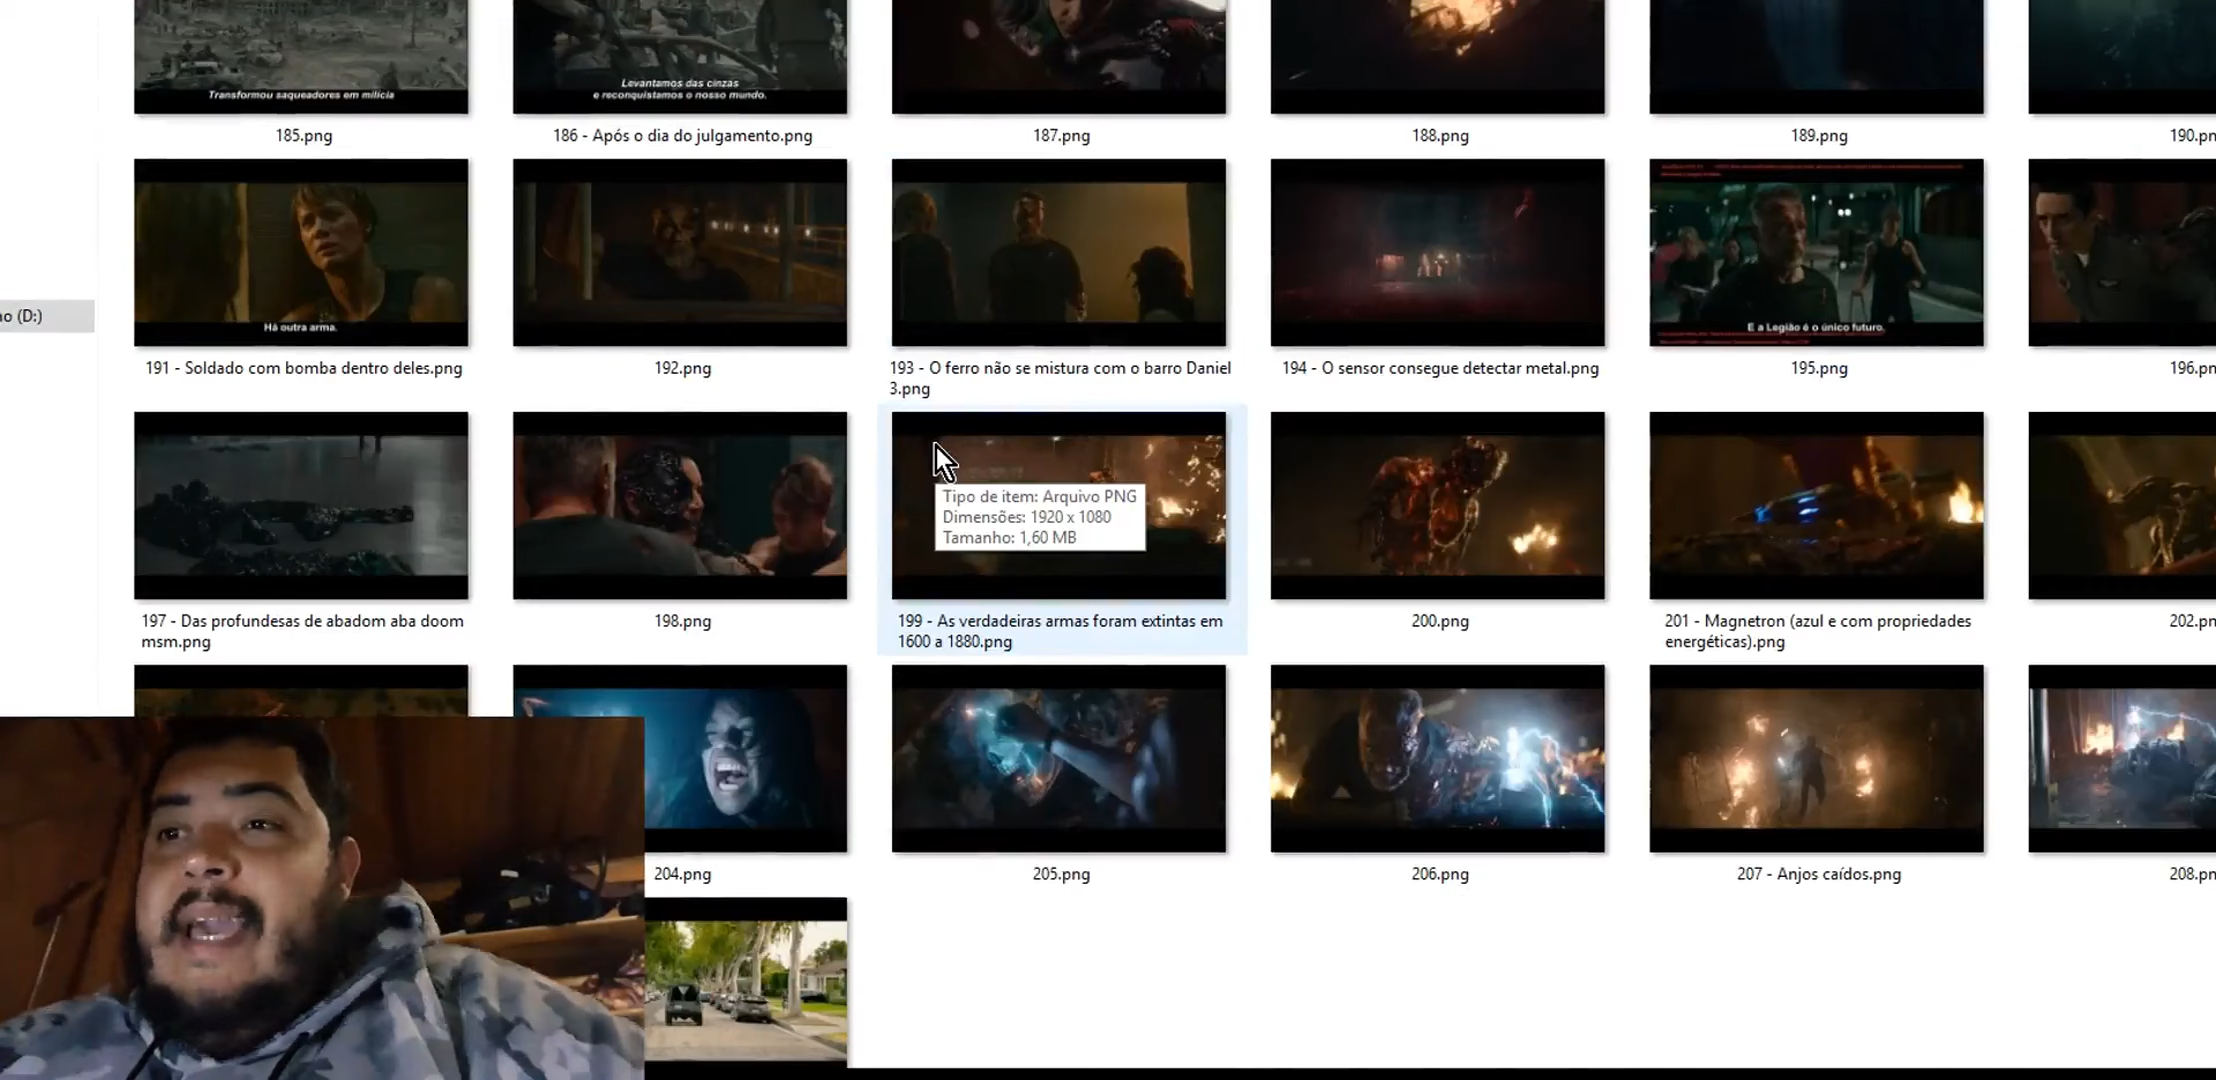 Transformou saqueadores em milícia
Levantamos das cinzas
e reconquistamos o nosso mundo.
185.png
186 - Após o dia do julgamento.png
187.png
188.png
189.png
190.pn
Há outra arma.
E a Legião é o único futuro.
o (D:)
191 - Soldado com bomba dentro deles.png
192.png
193 - O ferro não se mistura com o barro Daniel
3.png
194 - O sensor consegue detectar metal.png
195.png
196.pn
Tipo de item: Arquivo PNG
Dimensões: 1920 x 1080
Tamanho: 1,60 MB
197 - Das profundesas de abadom aba doom
msm.png
198.png
199 - As verdadeiras armas foram extintas em
1600 a 1880.png
200.png
201 - Magnetron (azul e com propriedades
energéticas).png
202.pn
204.png
205.png
206.png
207 - Anjos caídos.png
208.pn